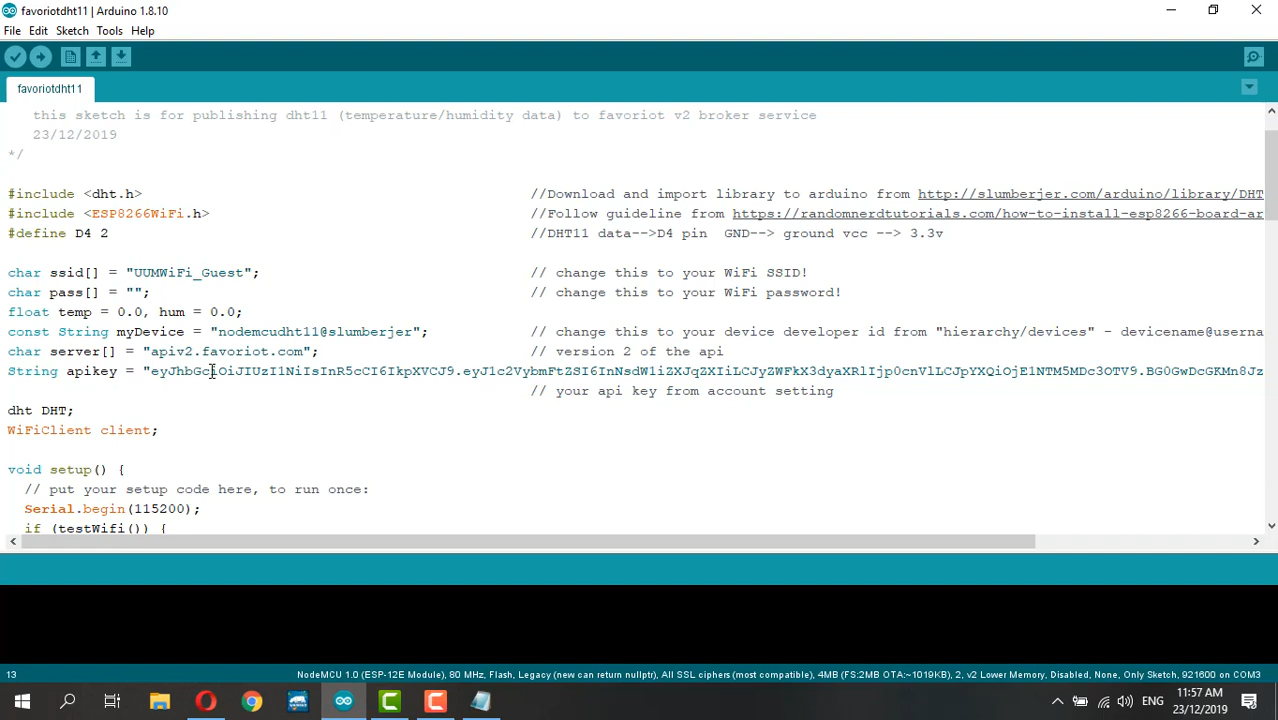 favoriotdht11 | Arduino 1.8.10
File Edit Sketch Tools Help
favoriotdht11
this sketch is for publishing dht11 (temperature/humidity data) to favoriot v2 broker service
23/12/2019
*/
#include <dht.h> //Download and import library to arduino from http://slumberjer.com/arduino/library/DHT
#include <ESP8266WiFi.h> //Follow guideline from https://randomnerdtutorials.com/how-to-install-esp8266-board-ar
#define D4 2 //DHT11 data-->D4 pin GND--> ground vcc --> 3.3v
char ssid[] = "UUMWiFi_Guest"; // change this to your WiFi SSID!
char pass[] = ""; // change this to your WiFi password!
float temp = 0.0, hum = 0.0;
const String myDevice = "nodemcudht11@slumberjer"; // change this to your device developer id from "hierarchy/devices" - devicename@userna
char server[] = "apiv2.favoriot.com"; // version 2 of the api
String apikey = "eyJhbGciOiJIUzI1NiIsInR5cCI6IkpXVCJ9.eyJ1c2VybmFtZSI6InNsdW1iZXJqZXIiLCJyZWFkX3dyaXRlIjp0cnVlLCJpYXQiOjE1NTM5MDc3OTV9.BG0GwDcGKMn8Jz
// your api key from account setting
dht DHT;
WiFiClient client;
void setup() {
// put your setup code here, to run once:
Serial.begin(115200);
if (testWifi()) {
13 NodeMCU 1.0 (ESP-12E Module), 80 MHz, Flash, Legacy (new can return nullptr), All SSL ciphers (most compatible), 4MB (FS:2MB OTA:~1019KB), 2, v2 Lower Memory, Disabled, None, Only Sketch, 921600 on COM3
ENG
11:57 AM
23/12/2019